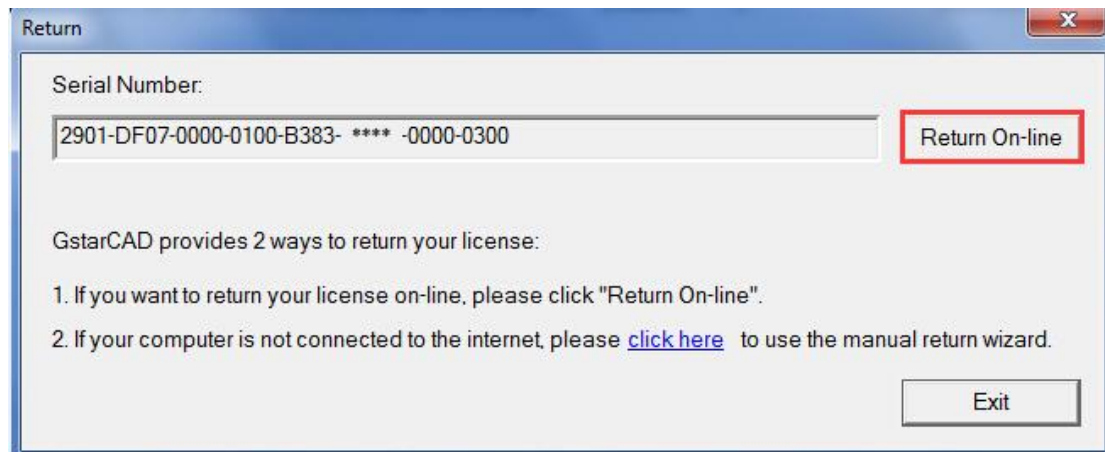 Return
Serial Number:
2901-DF07-0000-0100-B383- **** -0000-0300
Return On-line
GstarCAD provides 2 ways to return your license:
1. If you want to return your license on-line, please click "Return On-line".
2. If your computer is not connected to the internet, please click here to use the manual return wizard.
Exit